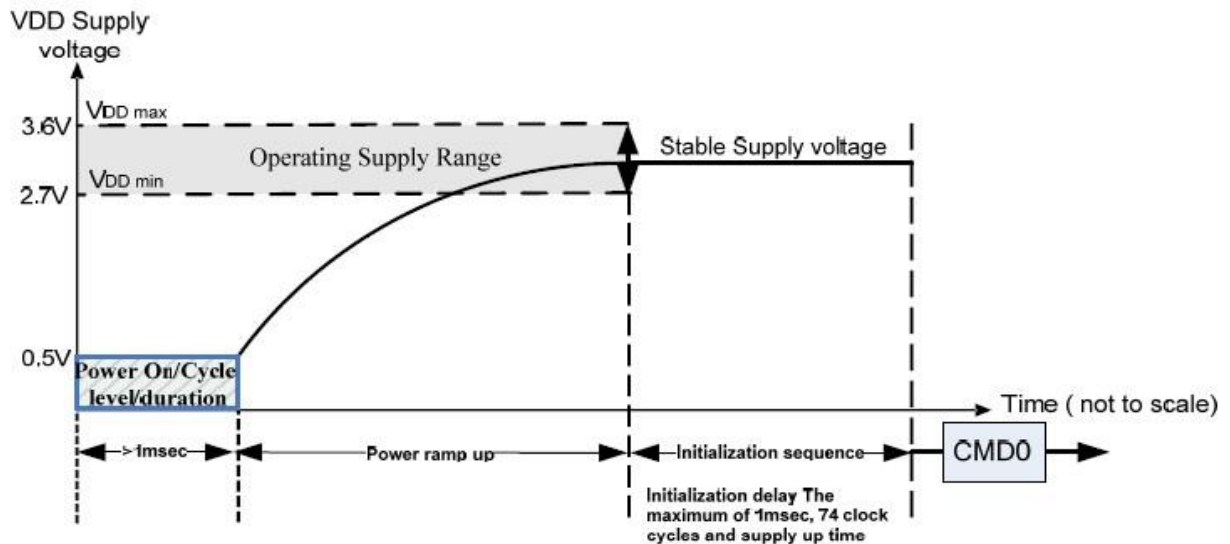 VDD Supply
voltage
VDD max
3.6V
Operating Supply Range
Stable Supply voltage
VDD min
2.7V
0.5V
Power On/Cycle
level/duration
Time ( not to scale)
>1msec
Power ramp up
Initialization sequence
CMD0
Initialization delay The
maximum of 1msec, 74 clock
cycles and supply up time